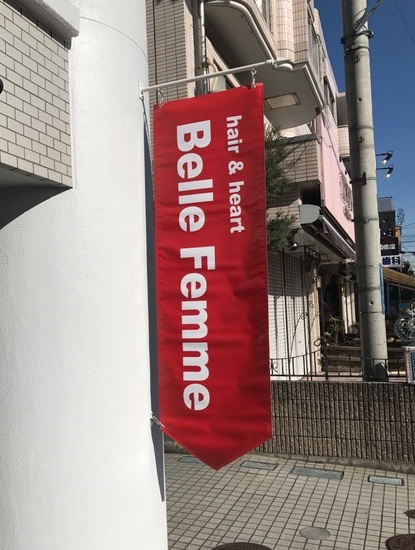 hair & heart
Belle Femme
歯科